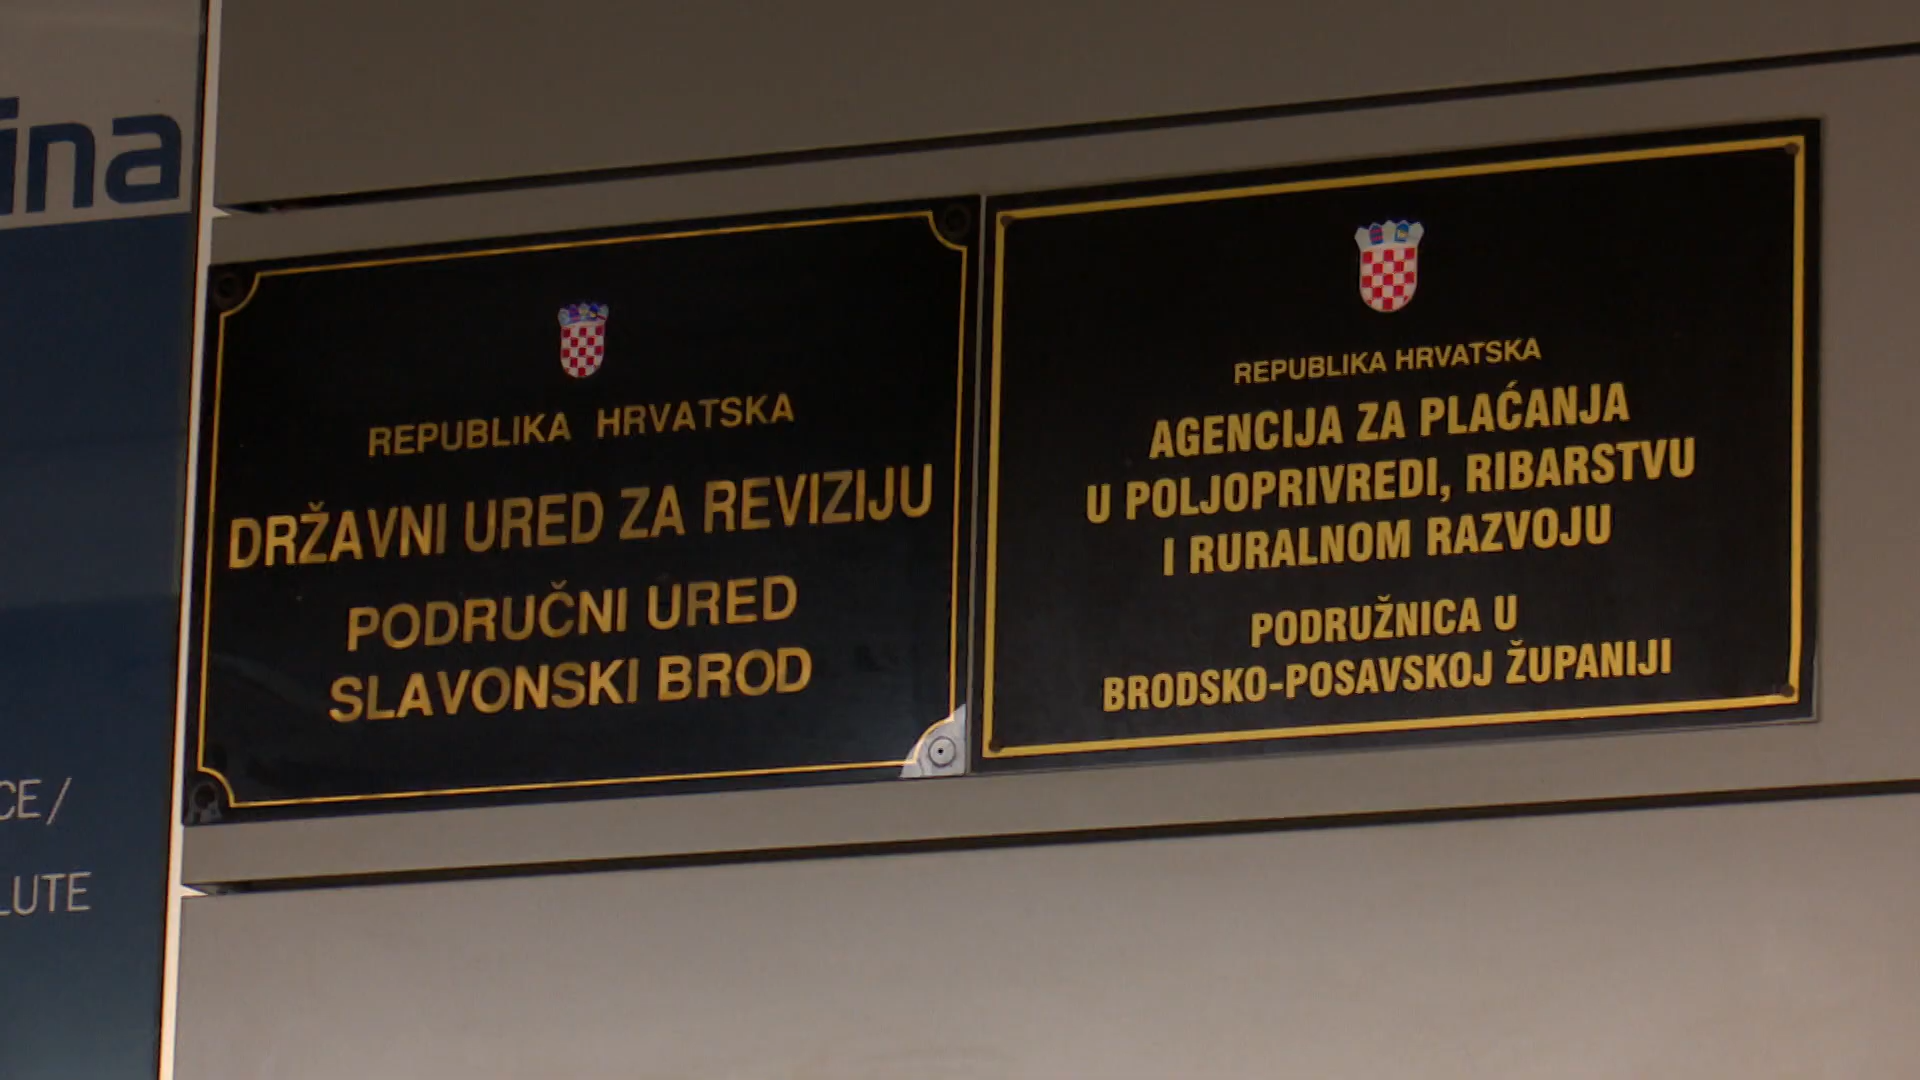 ina
CE /
LUTE
REPUBLIKA HRVATSKA
DRŽAVNI URED ZA REVIZIJU
PODRUČNI URED
SLAVONSKI BROD
REPUBLIKA HRVATSKA
AGENCIJA ZA PLAĆANJA
U POLJOPRIVREDI, RIBARSTVU
I RURALNOM RAZVOJU
PODRUŽNICA U
BRODSKO-POSAVSKOJ ŽUPANIJI